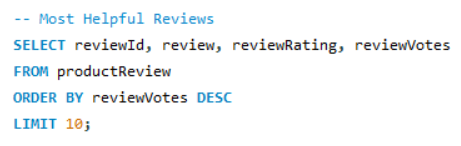 -- Most Helpful Reviews
SELECT reviewId, review, reviewRating, reviewVotes
FROM productReview
ORDER BY reviewVotes DESC
LIMIT 10;